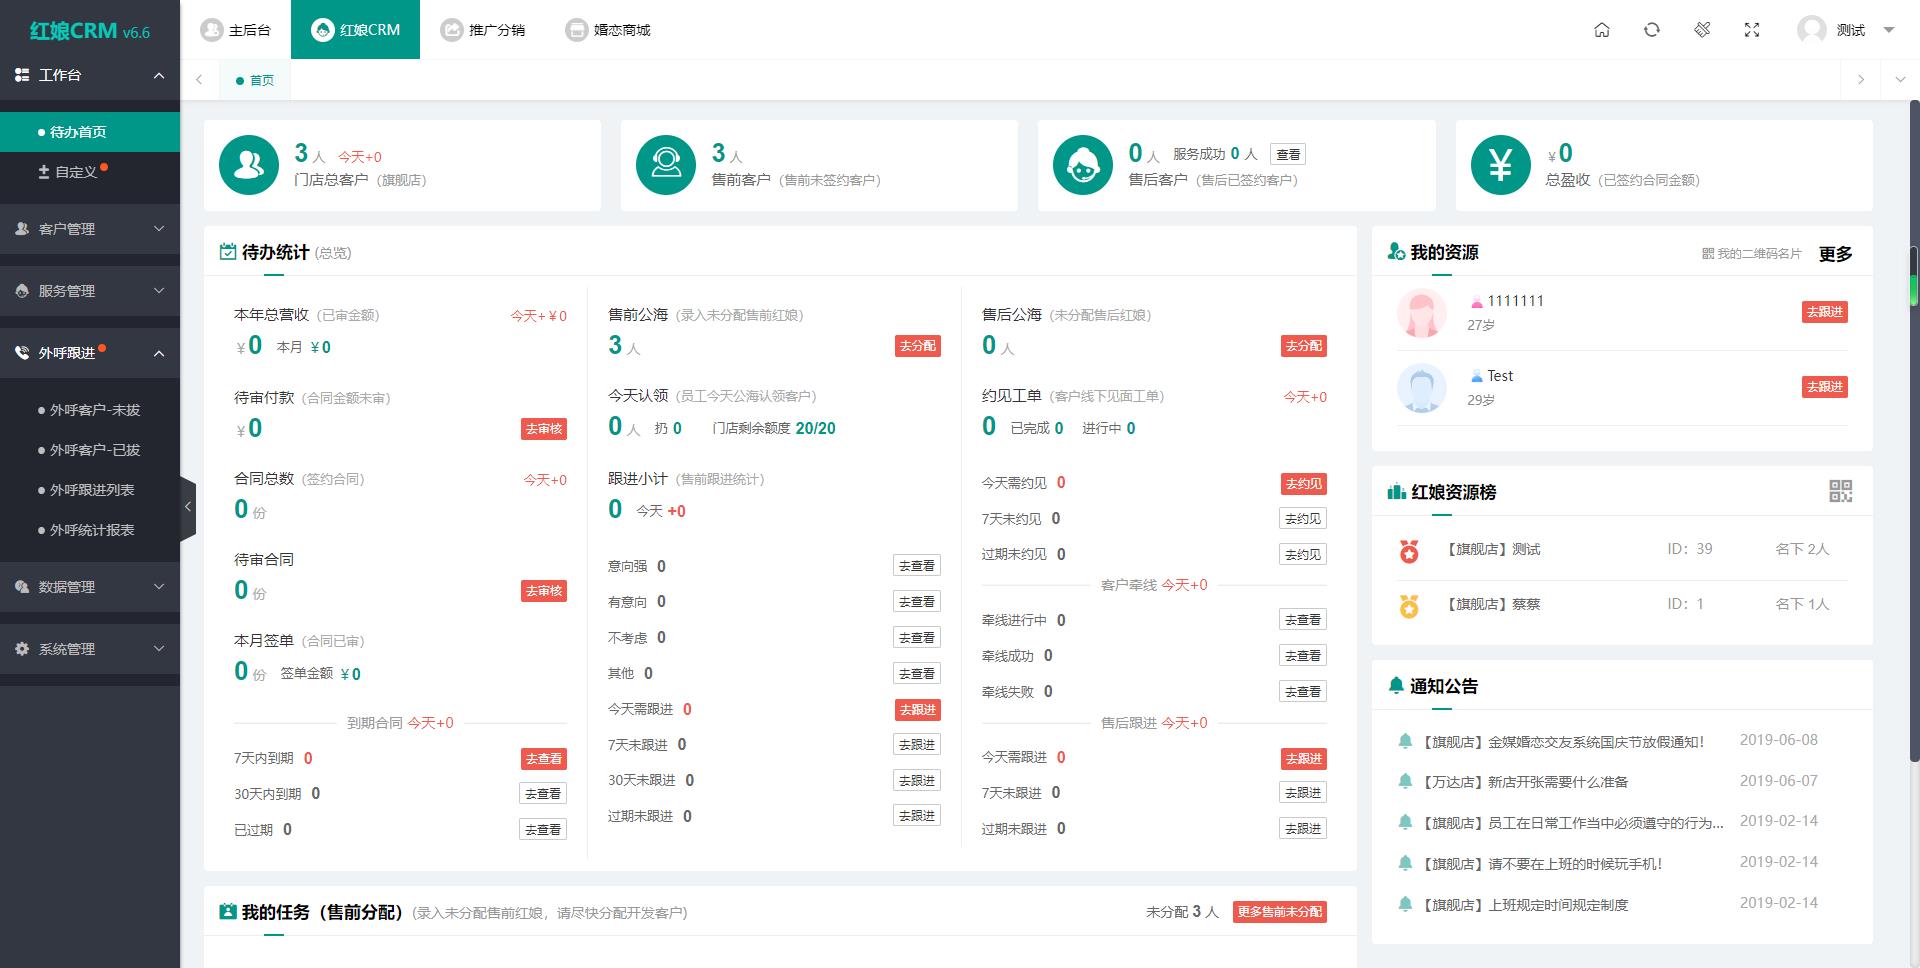 红娘CRM v6.6
主后台
红娘CRM
推广分销
婚恋商城
测试
首页
工作台
待办首页
自定义
客户管理
服务管理
外呼跟进
外呼客户-未拔
外呼客户-已拔
外呼跟进列表
外呼统计报表
数据管理
系统管理
3 人 今天+0
门店总客户（旗舰店）
3 人
售前客户（售前未签约客户）
0 人 服务成功 0 人 查看
售后客户（售后已签约客户）
¥0
总盈收（已签约合同金额）
待办统计 (总览)
本年总营收（已审金额） 今天+¥0
¥0 本月 ¥0
待审付款（合同金额未审）
¥0 去审核
合同总数（签约合同） 今天+0
0 份
待审合同
0 份 去审核
本月签单（合同已审）
0 份 签单金额 ¥0
到期合同 今天+0
7天内到期 0 去查看
30天内到期 0 去查看
已过期 0 去查看
售前公海（录入未分配售前红娘）
3 人 去分配
今天认领（员工今天公海认领客户）
0 人 扔 0 门店剩余额度 20/20
跟进小计（售前跟进统计）
0 今天 +0
意向强 0 去查看
有意向 0 去查看
不考虑 0 去查看
其他 0 去查看
今天需跟进 0 去跟进
7天未跟进 0 去跟进
30天未跟进 0 去跟进
过期未跟进 0 去跟进
售后公海（未分配售后红娘）
0 人 去分配
约见工单（客户线下见面工单） 今天+0
0 已完成 0 进行中 0
今天需约见 0 去约见
7天未约见 0 去约见
过期未约见 0 去约见
客户牵线 今天+0
牵线进行中 0 去查看
牵线成功 0 去查看
牵线失败 0 去查看
售后跟进 今天+0
今天需跟进 0 去跟进
7天未跟进 0 去跟进
过期未跟进 0 去跟进
我的任务（售前分配）(录入未分配售前红娘，请尽快分配开发客户) 未分配 3 人 更多售前未分配
我的资源 我的二维码名片 更多
1111111
27岁 去跟进
Test
29岁 去跟进
红娘资源榜
【旗舰店】测试 ID：39 名下 2人
【旗舰店】蔡蔡 ID：1 名下 1人
通知公告
【旗舰店】金媒婚恋交友系统国庆节放假通知！ 2019-06-08
【万达店】新店开张需要什么准备 2019-06-07
【旗舰店】员工在日常工作当中必须遵守的行为... 2019-02-14
【旗舰店】请不要在上班的时候玩手机！ 2019-02-14
【旗舰店】上班规定时间规定制度 2019-02-14